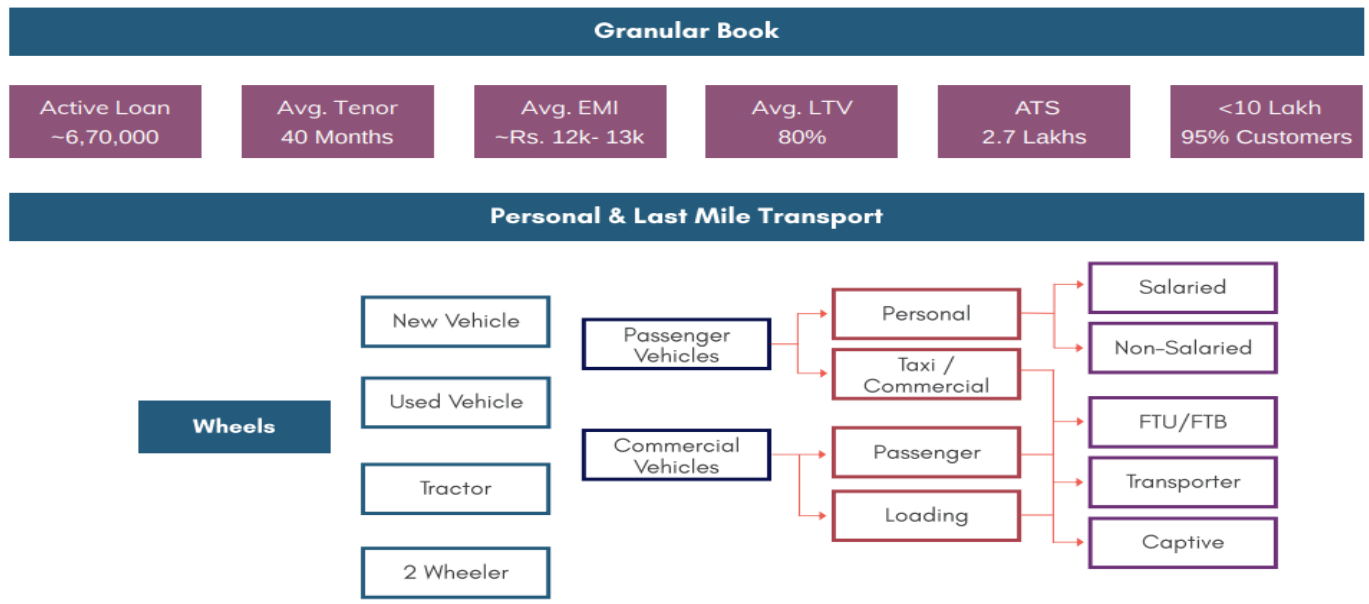 Granular Book
Active Loan
~6,70,000
Avg. Tenor
40 Months
Avg. EMI
~Rs. 12k- 13k
Avg. LTV
80%
ATS
2.7 Lakhs
<10 Lakh
95% Customers
Personal & Last Mile Transport
Wheels
New Vehicle
Used Vehicle
Tractor
2 Wheeler
Passenger
Vehicles
Commercial
Vehicles
Personal
Taxi /
Commercial
Passenger
Loading
Salaried
Non-Salaried
FTU/FTB
Transporter
Captive